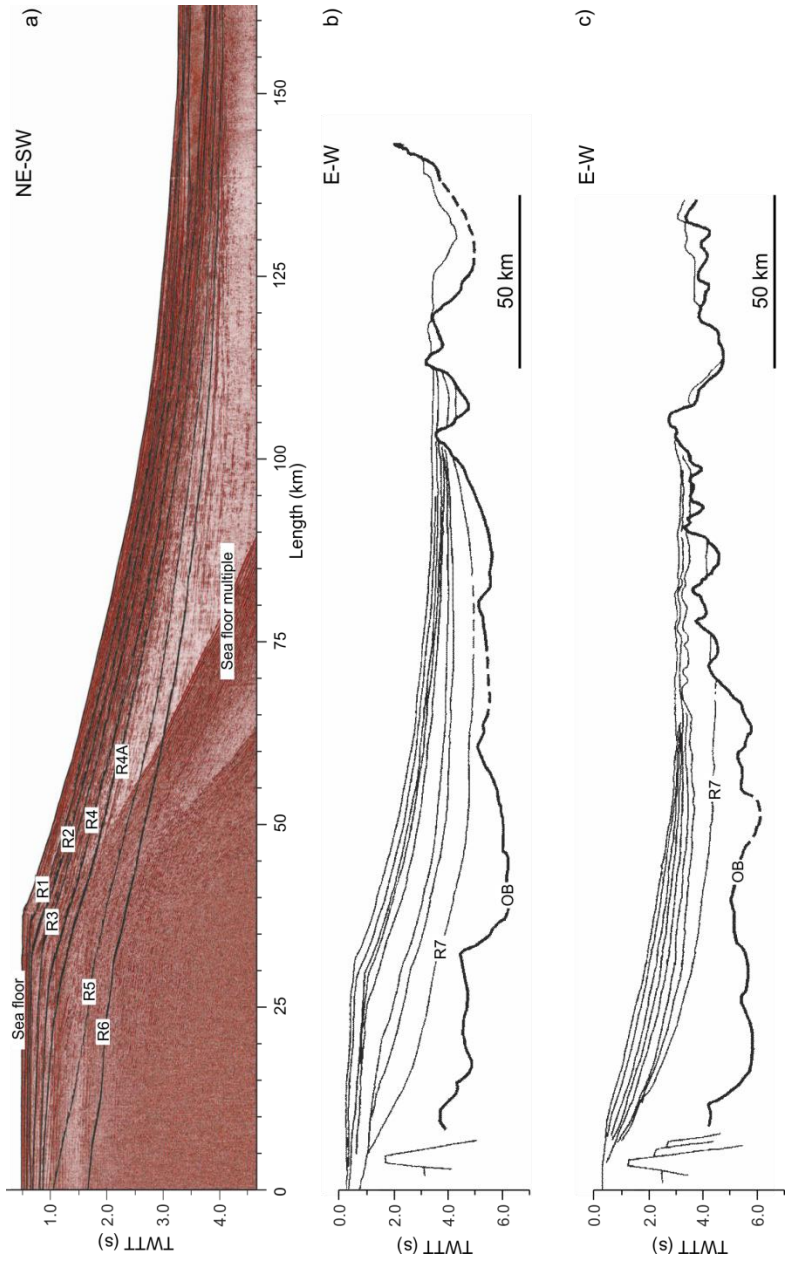 a)
NE-SW
Sea floor
R1
R2
R3
R4
R4A
R5
R6
Sea floor multiple
TWTT (s)
1.0
2.0
3.0
4.0
0
25
50
75
100
125
150
Length (km)
b)
E-W
TWTT (s)
0.0
2.0
4.0
6.0
R7
OB
50 km
c)
E-W
TWTT (s)
0.0
2.0
4.0
6.0
R7
OB
50 km